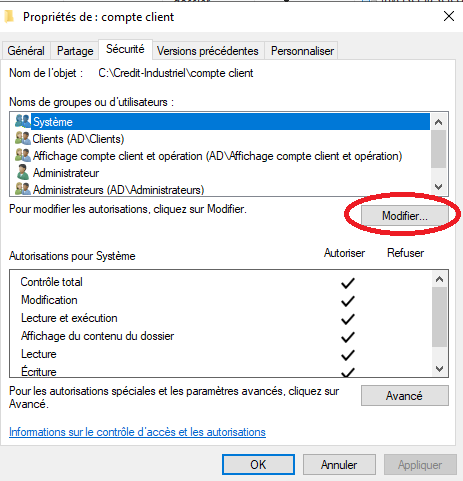 Propriétés de : compte client
Général Partage Sécurité Versions précédentes Personnaliser
Nom de l'objet : C:\Credit-Industriel\compte client
Noms de groupes ou d'utilisateurs :
Système
Clients (AD\Clients)
Affichage compte client et opération (AD\Affichage compte client et opération)
Administrateur
Administrateurs (AD\Administrateurs)
Pour modifier les autorisations, cliquez sur Modifier.
Modifier...
Autorisations pour Système Autoriser Refuser
Contrôle total
Modification
Lecture et exécution
Affichage du contenu du dossier
Lecture
Écriture
Pour les autorisations spéciales et les paramètres avancés, cliquez sur
Avancé.
Avancé
Informations sur le contrôle d'accès et les autorisations
OK Annuler Appliquer